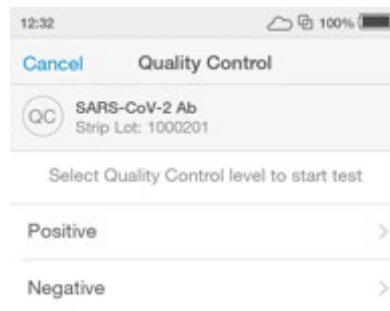 12:32 100%
Cancel Quality Control
QC SARS-CoV-2 Ab
Strip Lot: 1000201
Select Quality Control level to start test
Positive
Negative